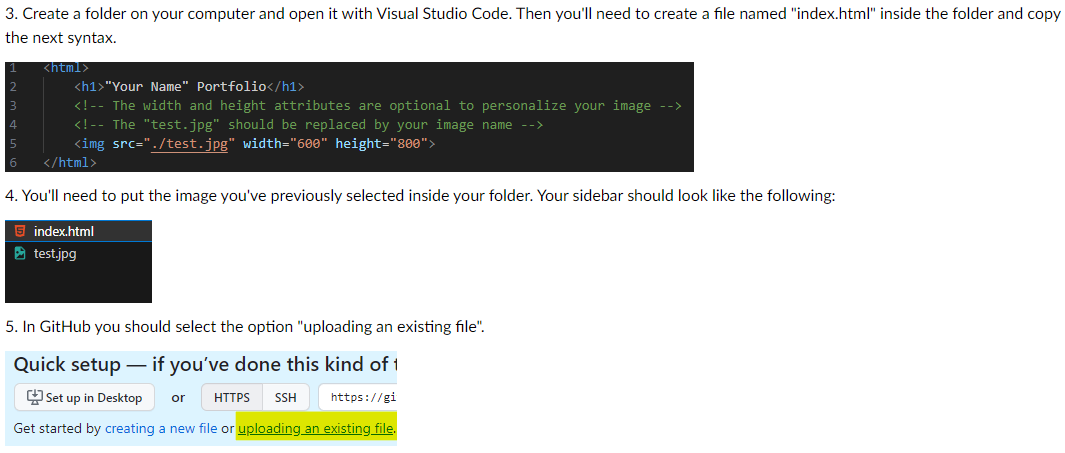 3. Create a folder on your computer and open it with Visual Studio Code. Then you'll need to create a file named "index.html" inside the folder and copy
the next syntax.
1 <html>
2 <h1>"Your Name" Portfolio</h1>
3 <!-- The width and height attributes are optional to personalize your image -->
4 <!-- The "test.jpg" should be replaced by your image name -->
5 <img src="./test.jpg" width="600" height="800">
6 </html>
4. You'll need to put the image you've previously selected inside your folder. Your sidebar should look like the following:
index.html
test.jpg
5. In GitHub you should select the option "uploading an existing file".
Quick setup — if you've done this kind of
Set up in Desktop or HTTPS SSH https://gi
Get started by creating a new file or uploading an existing file.